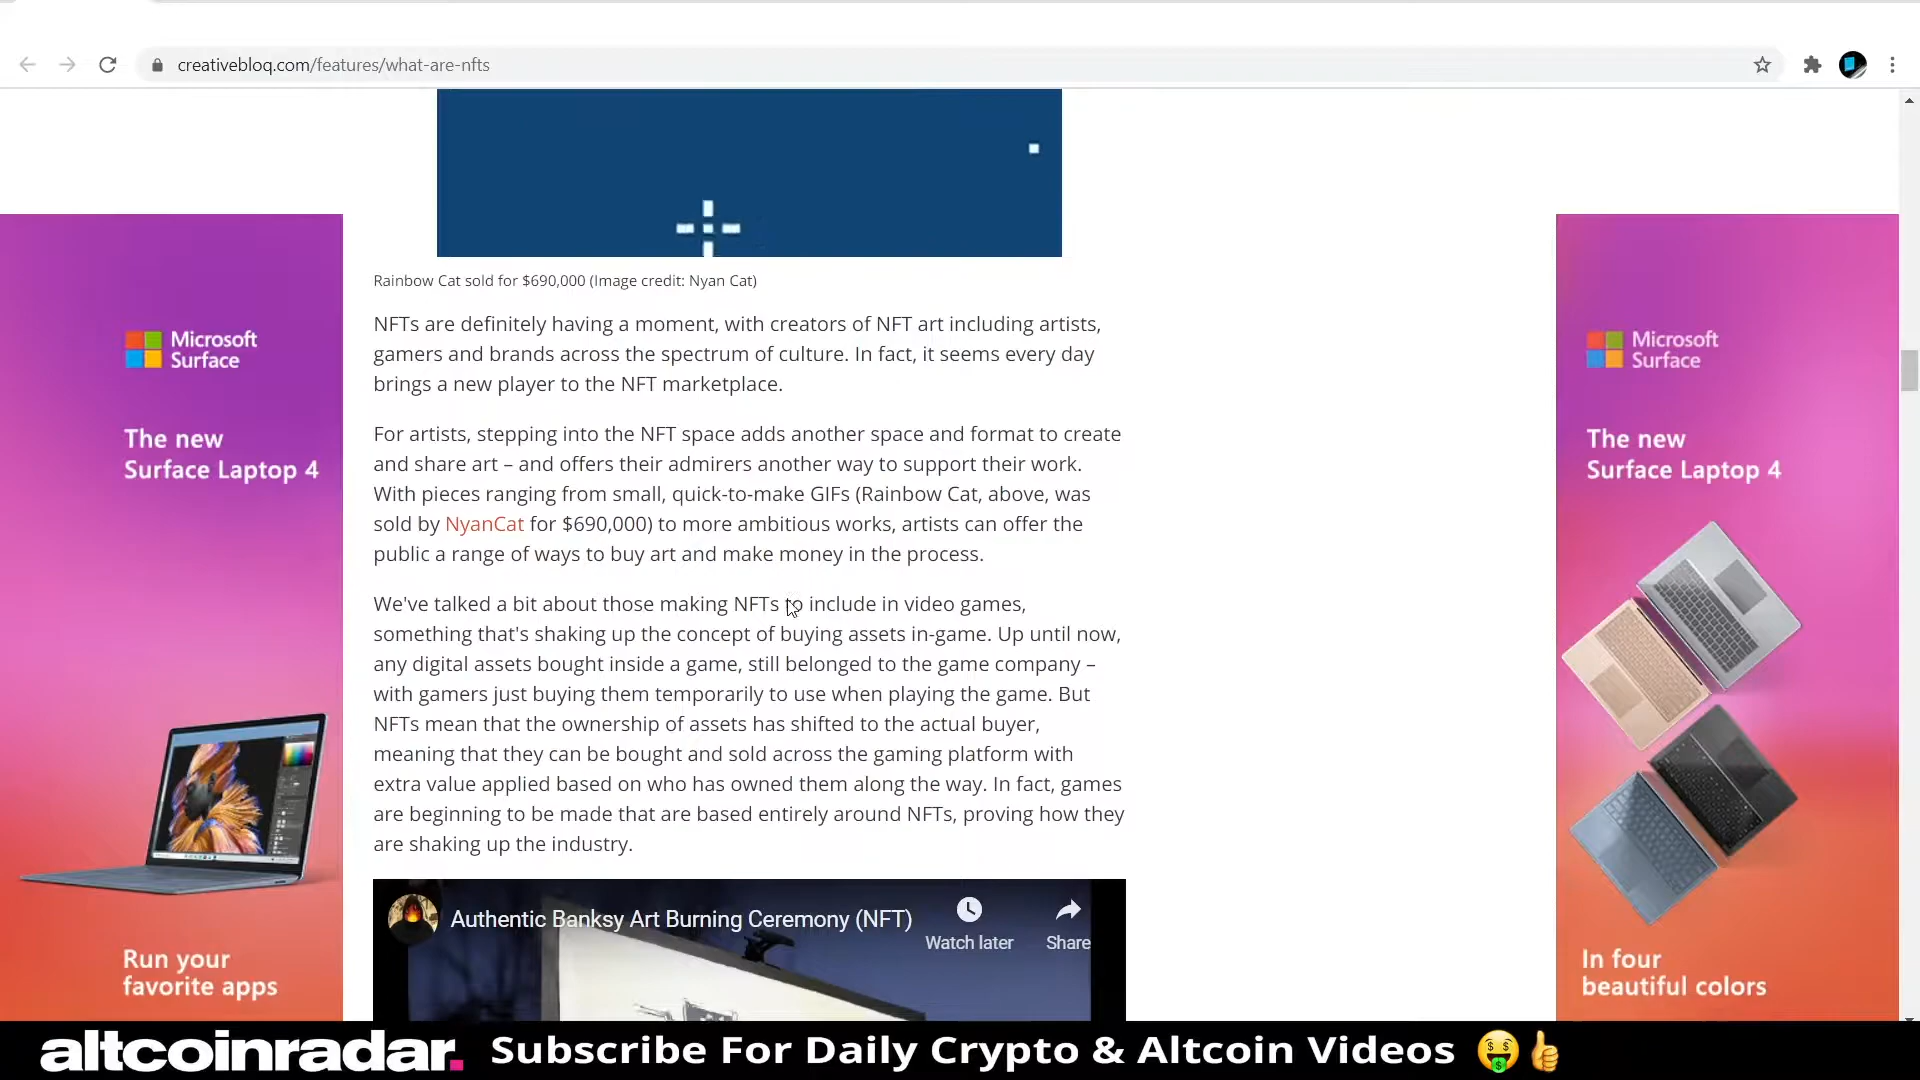 creativebloq.com/features/what-are-nfts
Rainbow Cat sold for $690,000 (Image credit: Nyan Cat)
NFTs are definitely having a moment, with creators of NFT art including artists,
gamers and brands across the spectrum of culture. In fact, it seems every day
brings a new player to the NFT marketplace.
For artists, stepping into the NFT space adds another space and format to create
and share art – and offers their admirers another way to support their work.
With pieces ranging from small, quick-to-make GIFs (Rainbow Cat, above, was
sold by NyanCat for $690,000) to more ambitious works, artists can offer the
public a range of ways to buy art and make money in the process.
We've talked a bit about those making NFTs to include in video games,
something that's shaking up the concept of buying assets in-game. Up until now,
any digital assets bought inside a game, still belonged to the game company –
with gamers just buying them temporarily to use when playing the game. But
NFTs mean that the ownership of assets has shifted to the actual buyer,
meaning that they can be bought and sold across the gaming platform with
extra value applied based on who has owned them along the way. In fact, games
are beginning to be made that are based entirely around NFTs, proving how they
are shaking up the industry.
Authentic Banksy Art Burning Ceremony (NFT)
Watch later
Share
Microsoft
Surface
The new
Surface Laptop 4
Run your
favorite apps
Microsoft
Surface
The new
Surface Laptop 4
In four
beautiful colors
altcoinradar.
Subscribe For Daily Crypto & Altcoin Videos 🤑👍